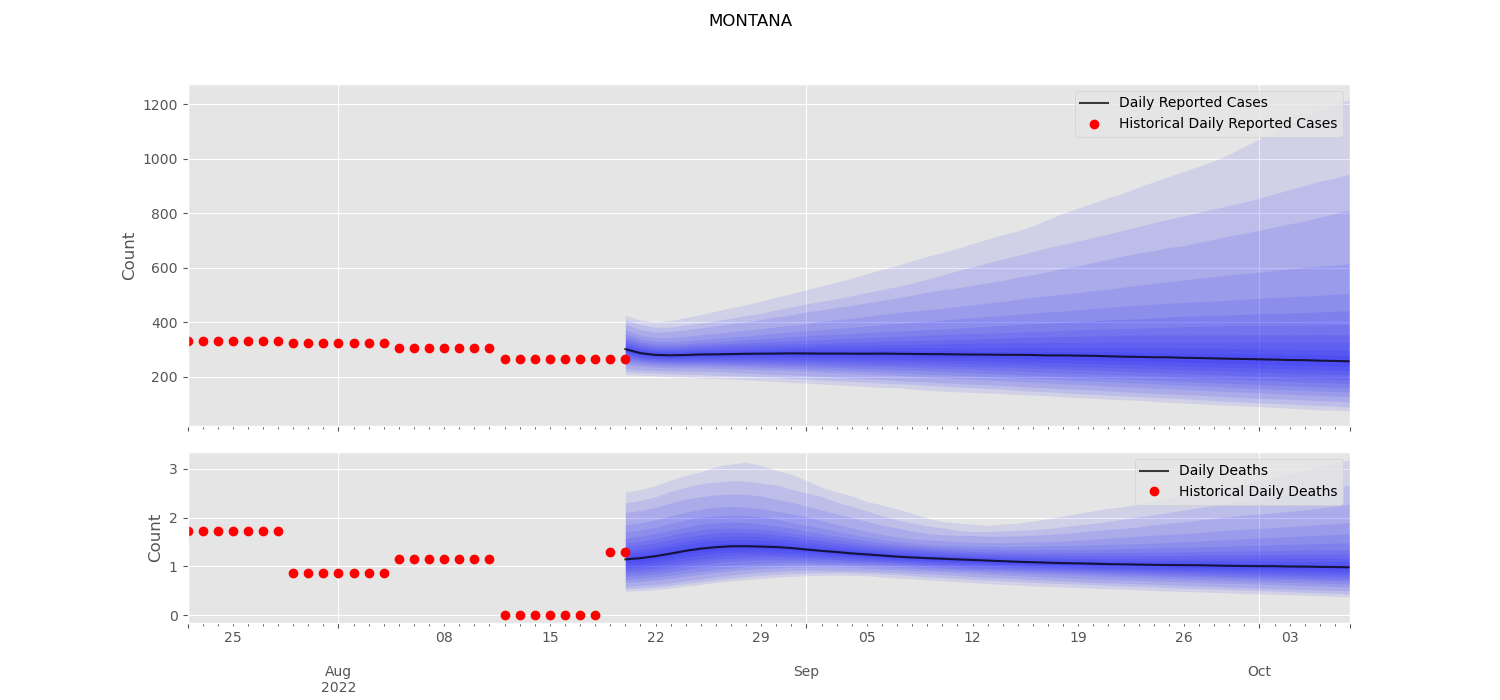 MONTANA
1200
1000
800
600
400
200
Count
Daily Reported Cases
Historical Daily Reported Cases
3
2
1
0
Count
Daily Deaths
Historical Daily Deaths
25 08 15 22 29 05 12 19 26 03
Aug Sep Oct
2022